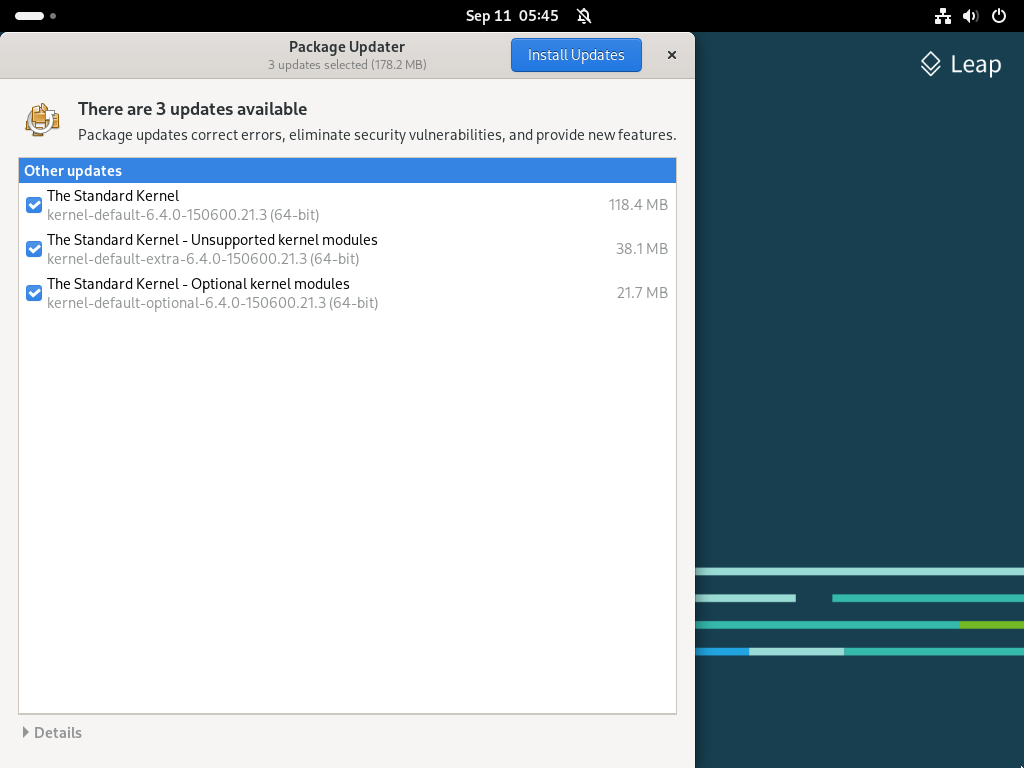 Sep 11 05:45
Package Updater
3 updates selected (178.2 MB)
Install Updates
Leap
There are 3 updates available
Package updates correct errors, eliminate security vulnerabilities, and provide new features.
Other updates
The Standard Kernel
kernel-default-6.4.0-150600.21.3 (64-bit)
118.4 MB
The Standard Kernel - Unsupported kernel modules
kernel-default-extra-6.4.0-150600.21.3 (64-bit)
38.1 MB
The Standard Kernel - Optional kernel modules
kernel-default-optional-6.4.0-150600.21.3 (64-bit)
21.7 MB
Details